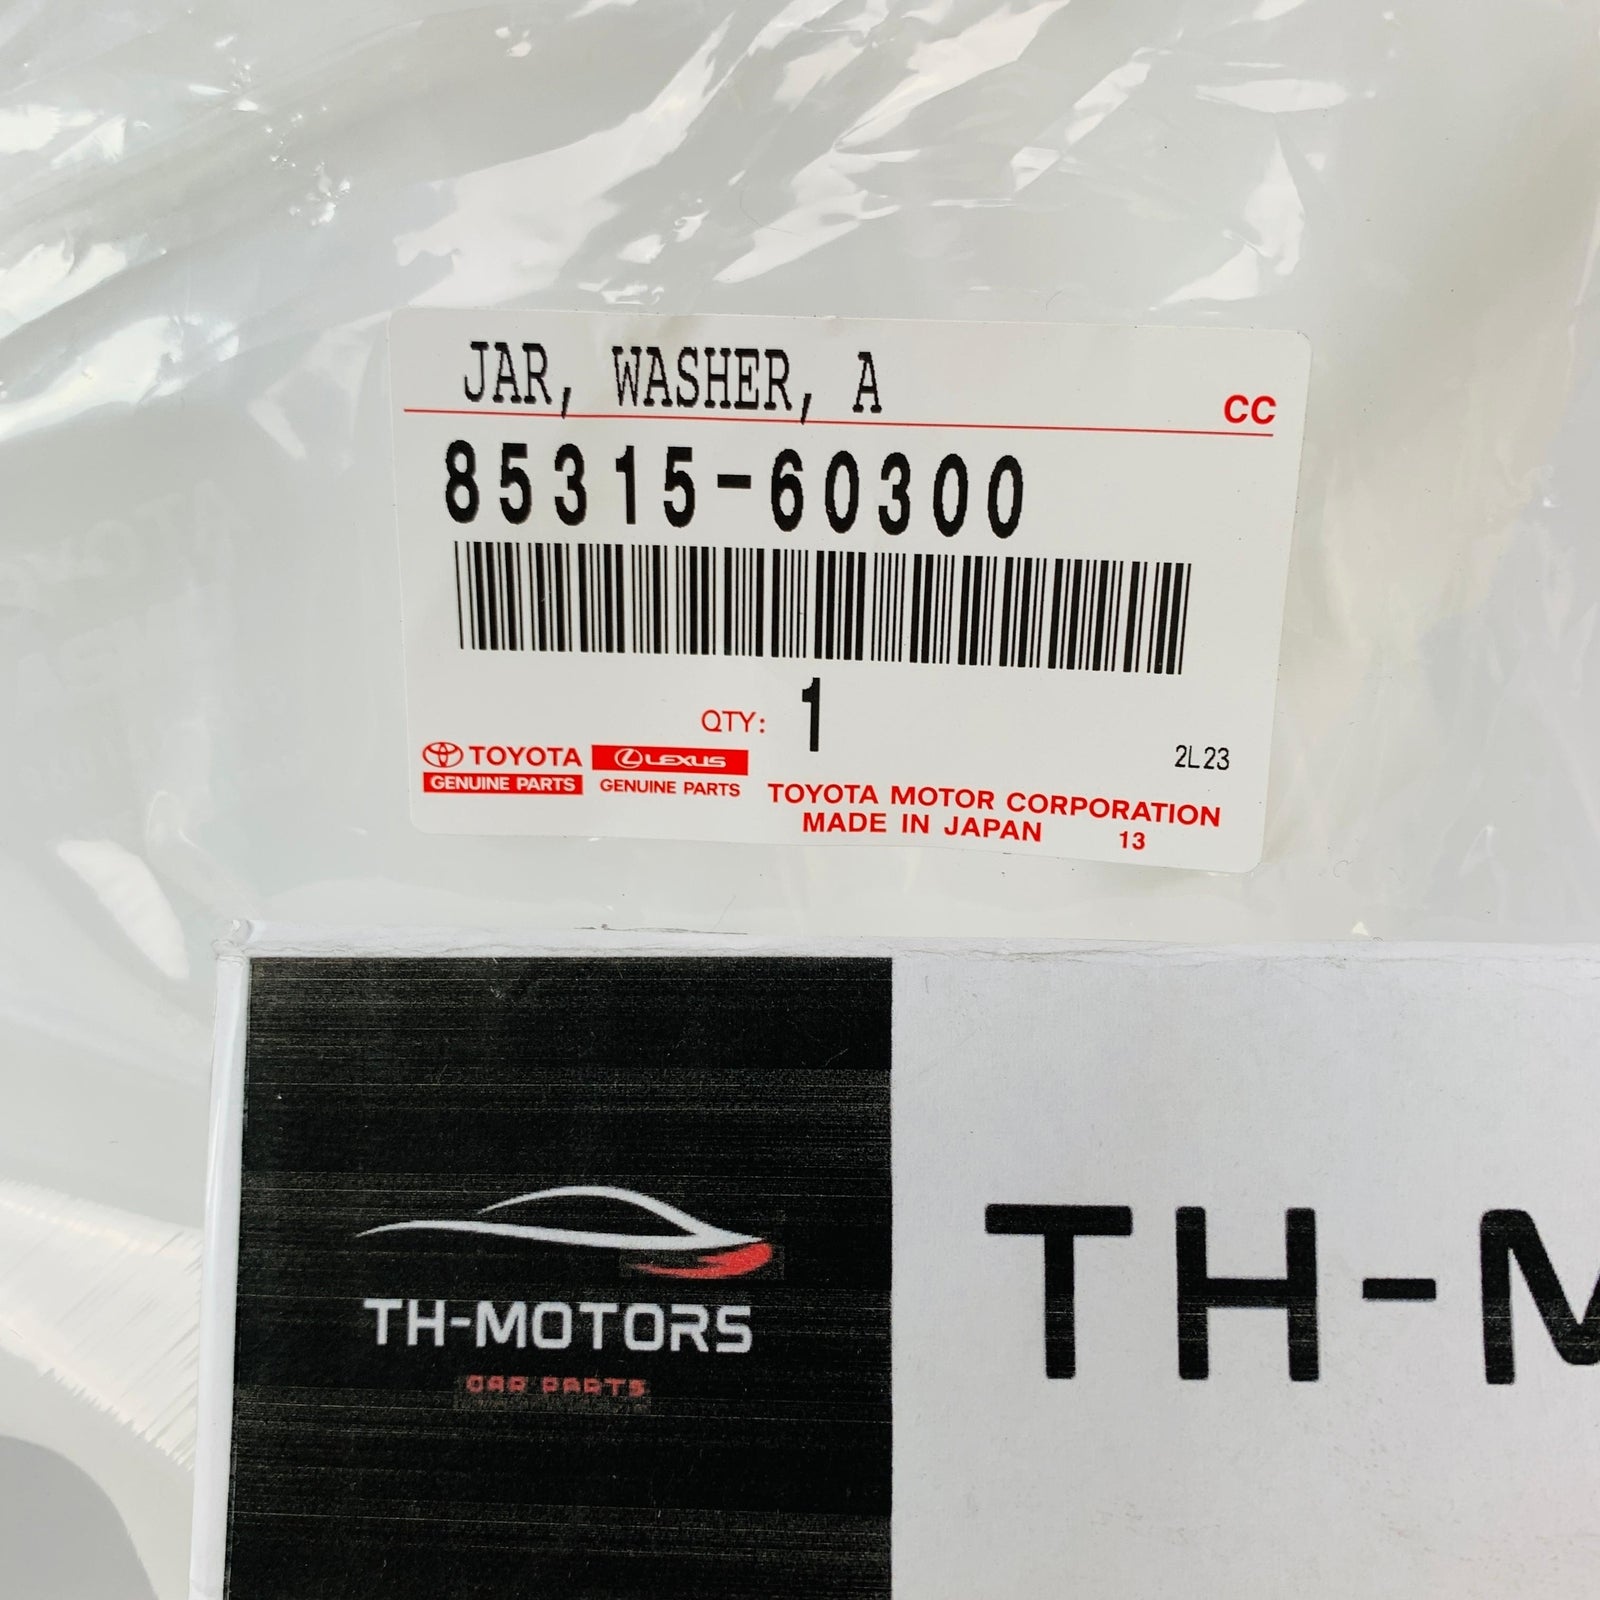 JAR, WASHER, A
CC
85315-60300
QTY: 1
2L23
TOYOTA
GENUINE PARTS
LEXUS
GENUINE PARTS
TOYOTA MOTOR CORPORATION
MADE IN JAPAN 13
TH-MOTORS
CAR PARTS
TH-M